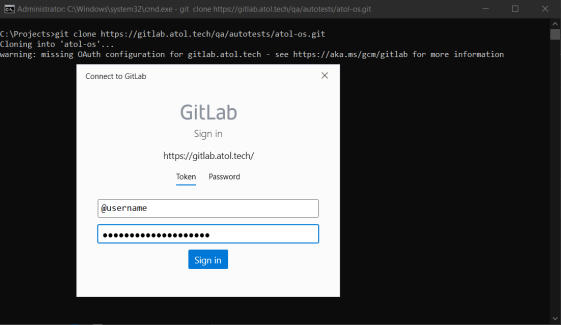 Administrator: C:\Windows\system32\cmd.exe - git clone https://gitlab.atol.tech/qa/autotests/atol-os.git
C:\Projects>git clone https://gitlab.atol.tech/qa/autotests/atol-os.git
Cloning into 'atol-os'...
warning: missing OAuth configuration for gitlab.atol.tech - see https://aka.ms/gcm/gitlab for more information
Connect to GitLab
GitLab
Sign in
https://gitlab.atol.tech/
Token Password
@username
●●●●●●●●●●●●●●●●●●●●
Sign in